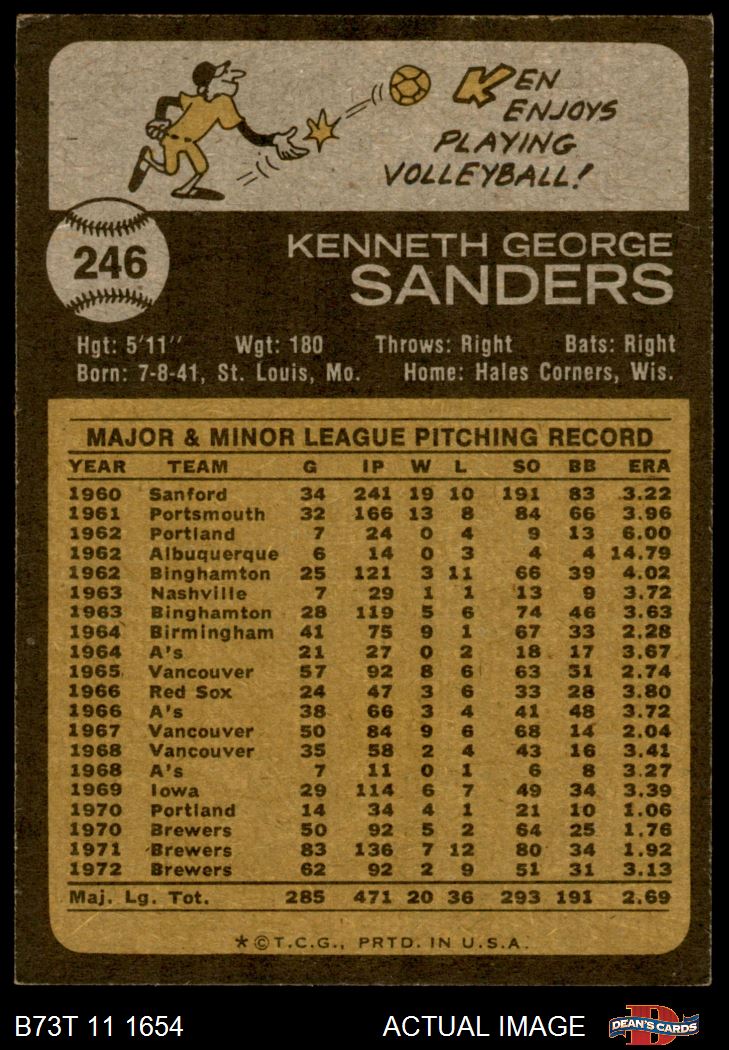 KEN
ENJOYS
PLAYING
VOLLEYBALL!
246
KENNETH GEORGE
SANDERS
Hgt: 5'11" Wgt: 180 Throws: Right Bats: Right
Born: 7-8-41, St. Louis, Mo. Home: Hales Corners, Wis.
MAJOR & MINOR LEAGUE PITCHING RECORD
YEAR TEAM G IP W L SO BB ERA
1960 Sanford 34 241 19 10 191 83 3.22
1961 Portsmouth 32 166 13 8 84 66 3.96
1962 Portland 7 24 0 4 9 13 6.00
1962 Albuquerque 6 14 0 3 4 4 14.79
1962 Binghamton 25 121 3 11 66 39 4.02
1963 Nashville 7 29 1 1 13 9 3.72
1963 Binghamton 28 119 5 6 74 46 3.63
1964 Birmingham 41 75 9 1 67 33 2.28
1964 A's 21 27 0 2 18 17 3.67
1965 Vancouver 57 92 8 6 63 51 2.74
1966 Red Sox 24 47 3 6 33 28 3.80
1966 A's 38 66 3 4 41 48 3.72
1967 Vancouver 50 84 9 6 68 14 2.04
1968 Vancouver 35 58 2 4 43 16 3.41
1968 A's 7 11 0 1 6 8 3.27
1969 Iowa 29 114 6 7 49 34 3.39
1970 Portland 14 34 4 1 21 10 1.06
1970 Brewers 50 92 5 2 64 25 1.76
1971 Brewers 83 136 7 12 80 34 1.92
1972 Brewers 62 92 2 9 51 31 3.13
Maj. Lg. Tot. 285 471 20 36 293 191 2.69
*©T.C.G., PRTD. IN U.S.A.
B73T 11 1654 ACTUAL IMAGE
D
DEAN'S CARDS